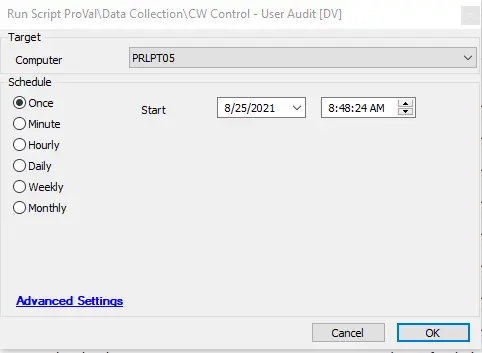 Run Script ProVal\Data Collection\CW Control - User Audit [DV]
Target
Computer PRLPT05
Schedule
Once Start 8/25/2021 8:48:24 AM
Minute
Hourly
Daily
Weekly
Monthly
Advanced Settings
Cancel OK